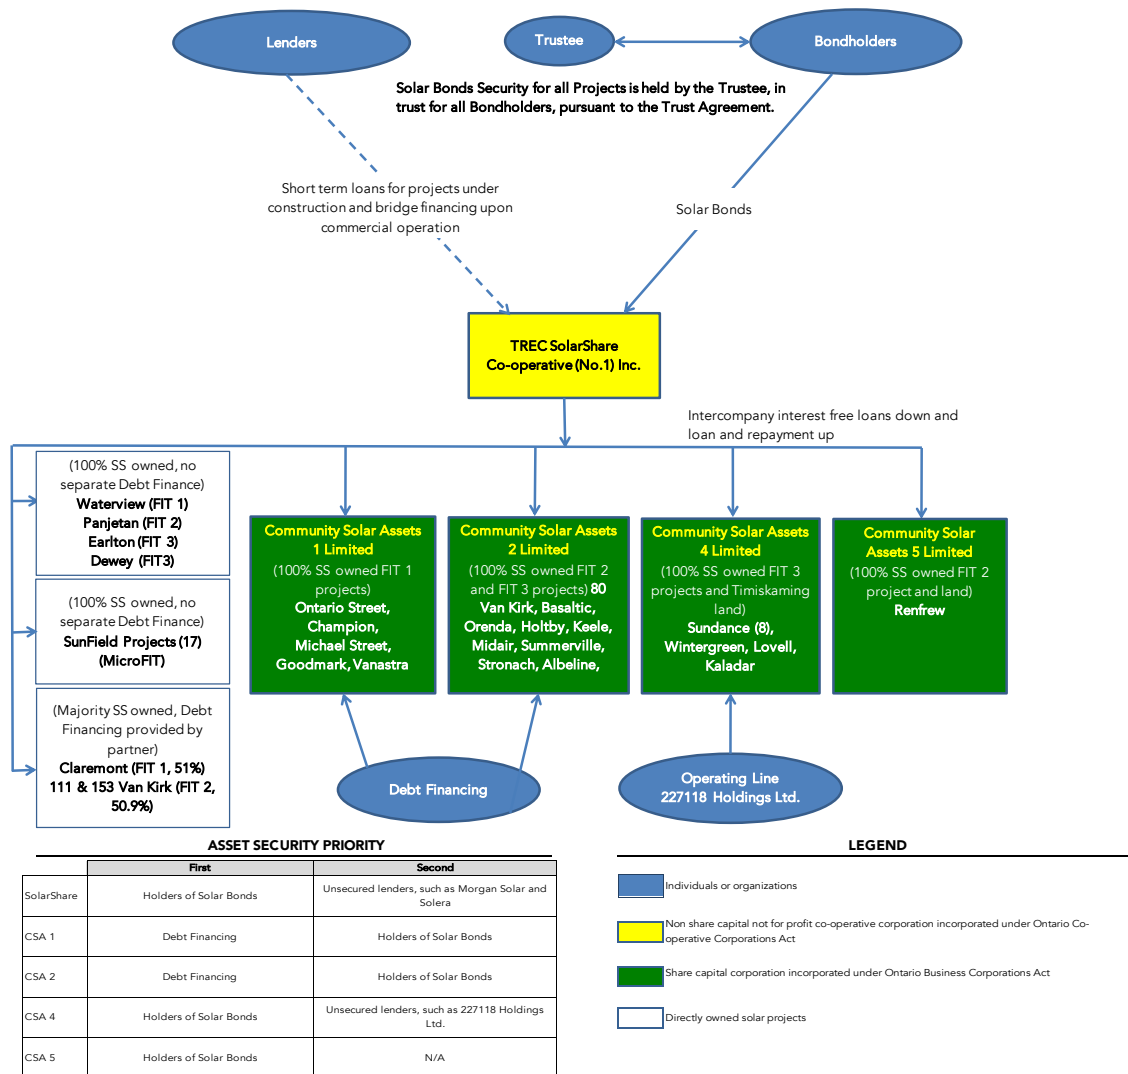 Lenders
Trustee
Bondholders
Solar Bonds Security for all Projects is held by the Trustee, in
trust for all Bondholders, pursuant to the Trust Agreement.
Short term loans for projects under
construction and bridge financing upon
commercial operation
Solar Bonds
TREC SolarShare
Co-operative (No.1) Inc.
Intercompany interest free loans down and
loan and repayment up
(100% SS owned, no
separate Debt Finance)
Waterview (FIT 1)
Panjetan (FIT 2)
Earlton (FIT 3)
Dewey (FIT3)
(100% SS owned, no
separate Debt Finance)
SunField Projects (17)
(MicroFIT)
(Majority SS owned, Debt
Financing provided by
partner)
Claremont (FIT 1, 51%)
111 & 153 Van Kirk (FIT 2,
50.9%)
Community Solar Assets
1 Limited
(100% SS owned FIT 1
projects)
Ontario Street,
Champion,
Michael Street,
Goodmark, Vanastra
Community Solar Assets
2 Limited
(100% SS owned FIT 2
and FIT 3 projects) 80
Van Kirk, Basaltic,
Orenda, Holtby, Keele,
Midair, Summerville,
Stronach, Albeline,
Community Solar Assets
4 Limited
(100% SS owned FIT 3
projects and Timiskaming
land)
Sundance (8),
Wintergreen, Lovell,
Kaladar
Community Solar
Assets 5 Limited
(100% SS owned FIT 2
project and land)
Renfrew
Debt Financing
Operating Line
227118 Holdings Ltd.
ASSET SECURITY PRIORITY
First Second
SolarShare Holders of Solar Bonds Unsecured lenders, such as Morgan Solar and
Solera
CSA 1 Debt Financing Holders of Solar Bonds
CSA 2 Debt Financing Holders of Solar Bonds
CSA 4 Holders of Solar Bonds Unsecured lenders, such as 227118 Holdings
Ltd.
CSA 5 Holders of Solar Bonds N/A
LEGEND
Individuals or organizations
Non share capital not for profit co-operative corporation incorporated under Ontario Co-
operative Corporations Act
Share capital corporation incorporated under Ontario Business Corporations Act
Directly owned solar projects